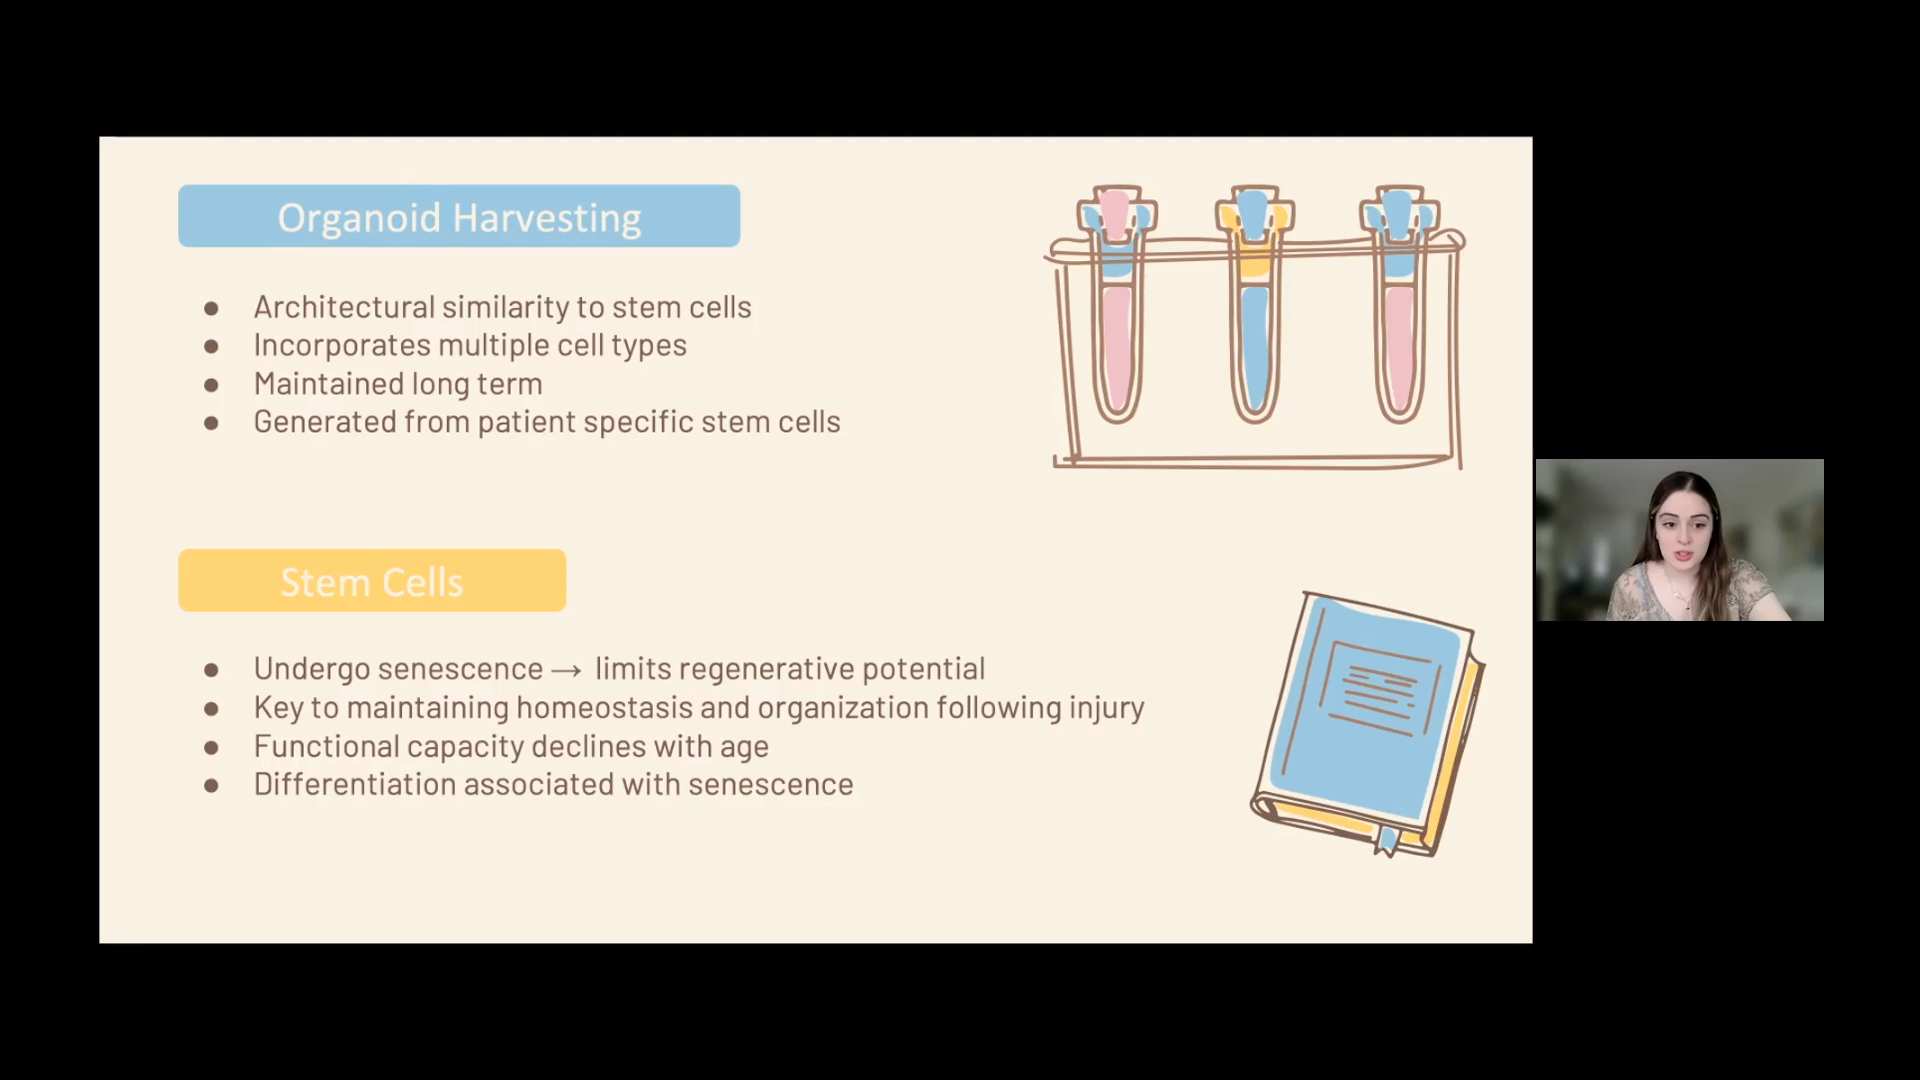 Organoid Harvesting
● Architectural similarity to stem cells
● Incorporates multiple cell types
● Maintained long term
● Generated from patient specific stem cells
Stem Cells
● Undergo senescence → limits regenerative potential
● Key to maintaining homeostasis and organization following injury
● Functional capacity declines with age
● Differentiation associated with senescence